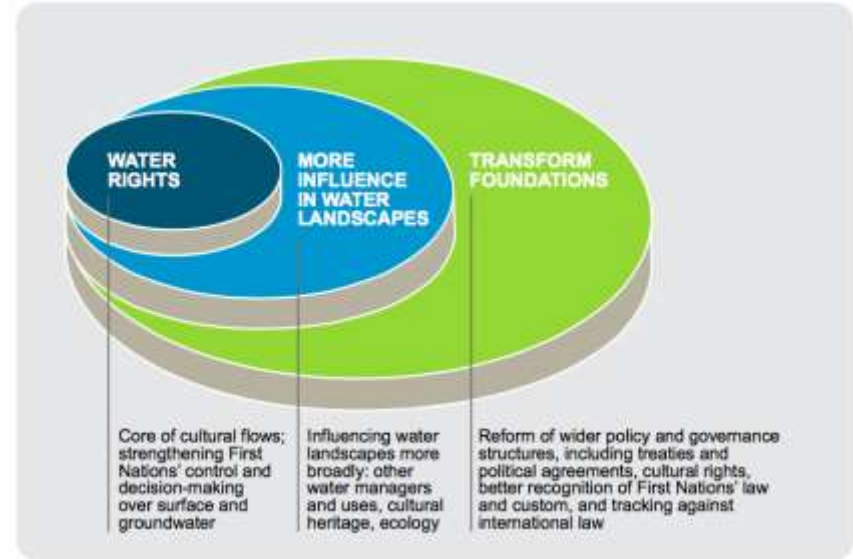 WATER
RIGHTS
MORE
INFLUENCE
IN WATER
LANDSCAPES
TRANSFORM
FOUNDATIONS
Core of cultural flows;
strengthening First
Nations' control and
decision-making
over surface and
groundwater
Influencing water
landscapes more
broadly: other
water managers
and uses, cultural
heritage, ecology
Reform of wider policy and governance
structures, including treaties and
political agreements, cultural rights,
better recognition of First Nations' law
and custom, and tracking against
international law